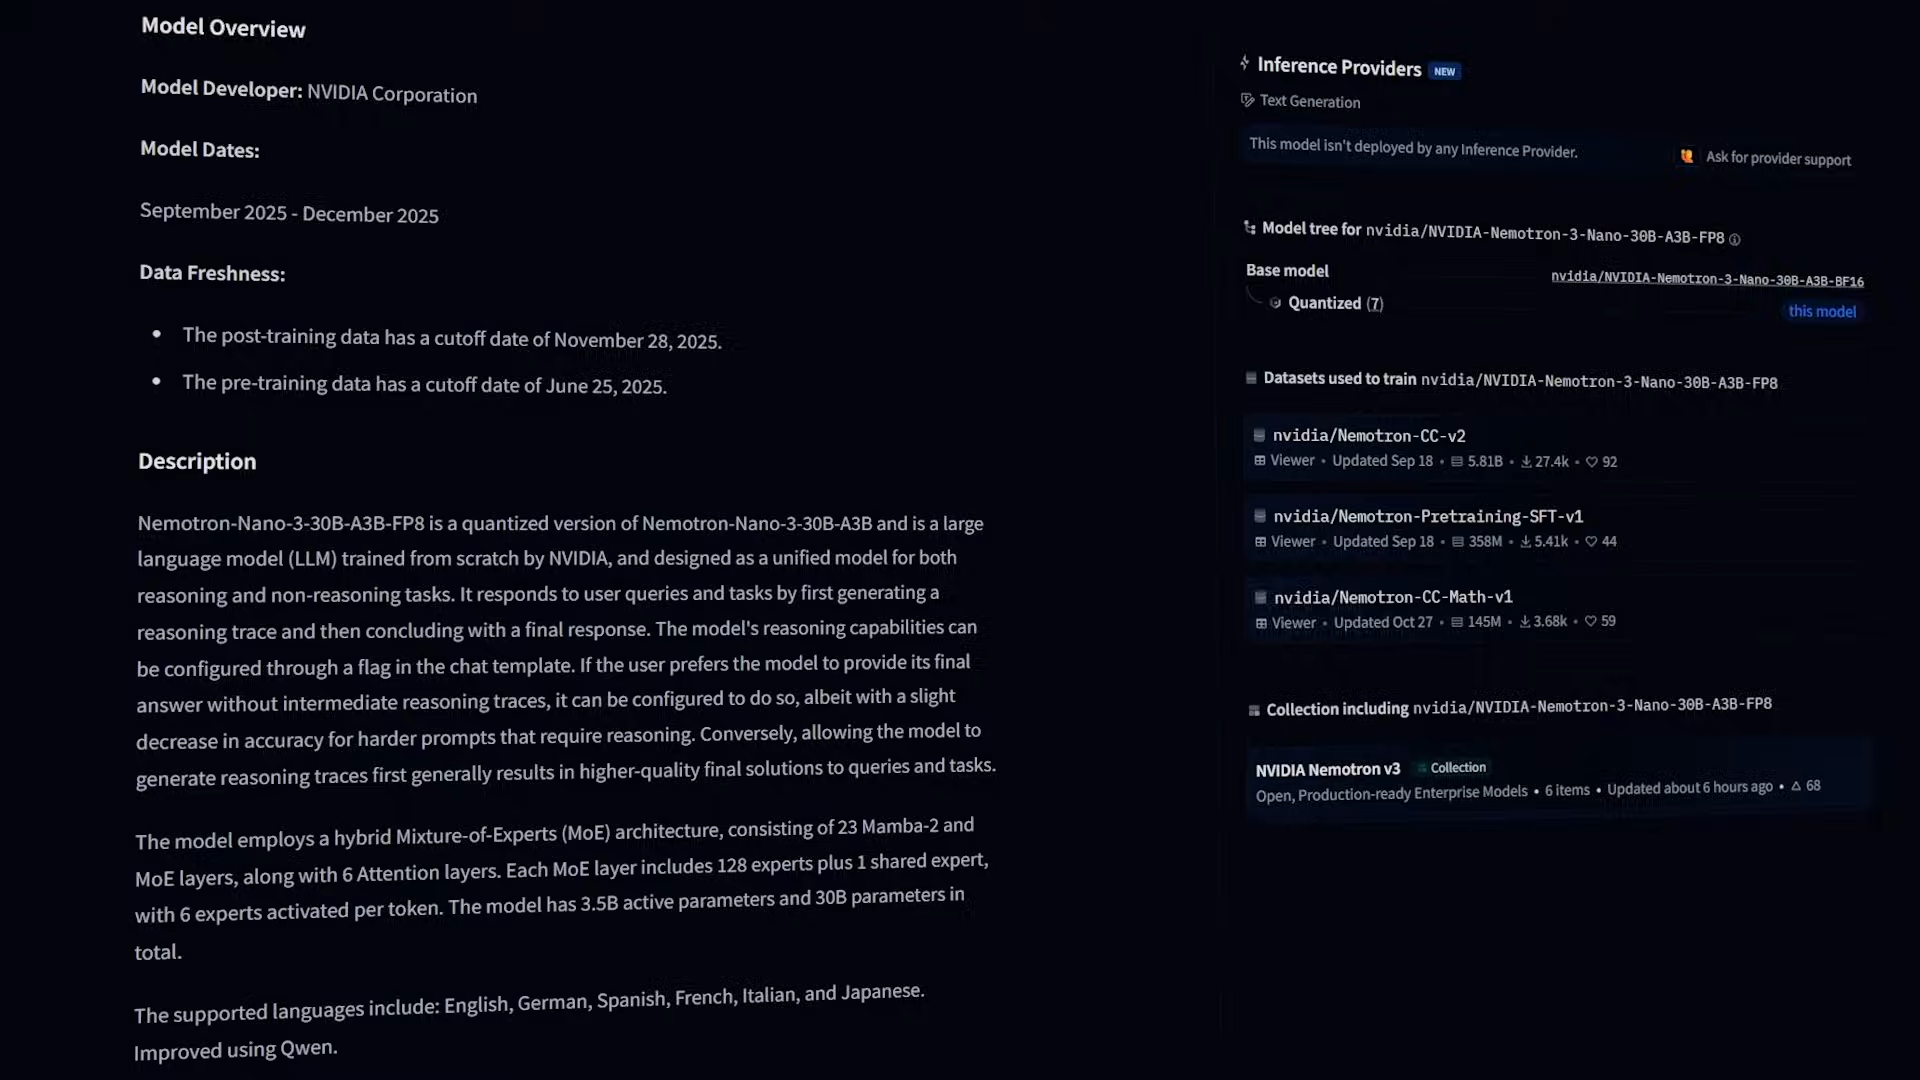 Model Overview
Model Developer: NVIDIA Corporation
Model Dates:
September 2025 - December 2025
Data Freshness:
• The post-training data has a cutoff date of November 28, 2025.
• The pre-training data has a cutoff date of June 25, 2025.
Description
Nemotron-Nano-3-30B-A3B-FP8 is a quantized version of Nemotron-Nano-3-30B-A3B and is a large
language model (LLM) trained from scratch by NVIDIA, and designed as a unified model for both
reasoning and non-reasoning tasks. It responds to user queries and tasks by first generating a
reasoning trace and then concluding with a final response. The model's reasoning capabilities can
be configured through a flag in the chat template. If the user prefers the model to provide its final
answer without intermediate reasoning traces, it can be configured to do so, albeit with a slight
decrease in accuracy for harder prompts that require reasoning. Conversely, allowing the model to
generate reasoning traces first generally results in higher-quality final solutions to queries and tasks.
The model employs a hybrid Mixture-of-Experts (MoE) architecture, consisting of 23 Mamba-2 and
MoE layers, along with 6 Attention layers. Each MoE layer includes 128 experts plus 1 shared expert,
with 6 experts activated per token. The model has 3.5B active parameters and 30B parameters in
total.
The supported languages include: English, German, Spanish, French, Italian, and Japanese.
Improved using Qwen.
Inference Providers NEW
Text Generation
This model isn't deployed by any Inference Provider.
Ask for provider support
Model tree for nvidia/NVIDIA-Nemotron-3-Nano-30B-A3B-FP8
Base model nvidia/NVIDIA-Nemotron-3-Nano-30B-A3B-BF16
Quantized (7) this model
Datasets used to train nvidia/NVIDIA-Nemotron-3-Nano-30B-A3B-FP8
nvidia/Nemotron-CC-v2
Viewer • Updated Sep 18 • 5.81B • 27.4k • 92
nvidia/Nemotron-Pretraining-SFT-v1
Viewer • Updated Sep 18 • 358M • 5.41k • 44
nvidia/Nemotron-CC-Math-v1
Viewer • Updated Oct 27 • 145M • 3.68k • 59
Collection including nvidia/NVIDIA-Nemotron-3-Nano-30B-A3B-FP8
NVIDIA Nemotron v3 Collection
Open, Production-ready Enterprise Models • 6 items • Updated about 6 hours ago • 68